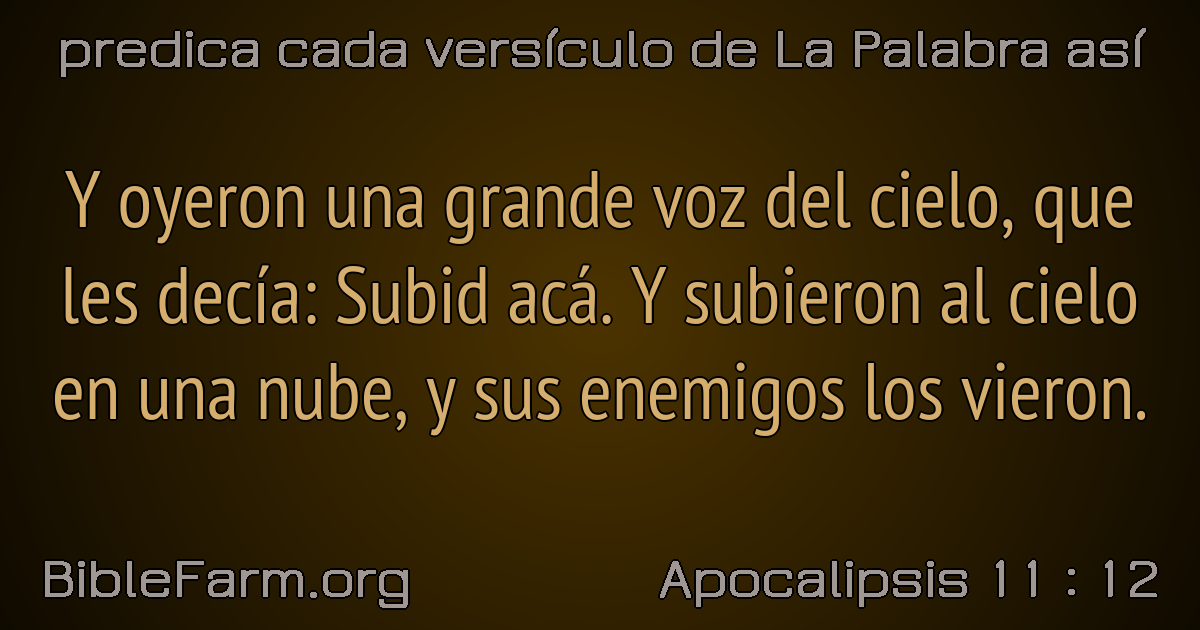 predica cada versículo de La Palabra así
Y oyeron una grande voz del cielo, que
les decía: Subid acá. Y subieron al cielo
en una nube, y sus enemigos los vieron.
BibleFarm.org
Apocalipsis 11 : 12